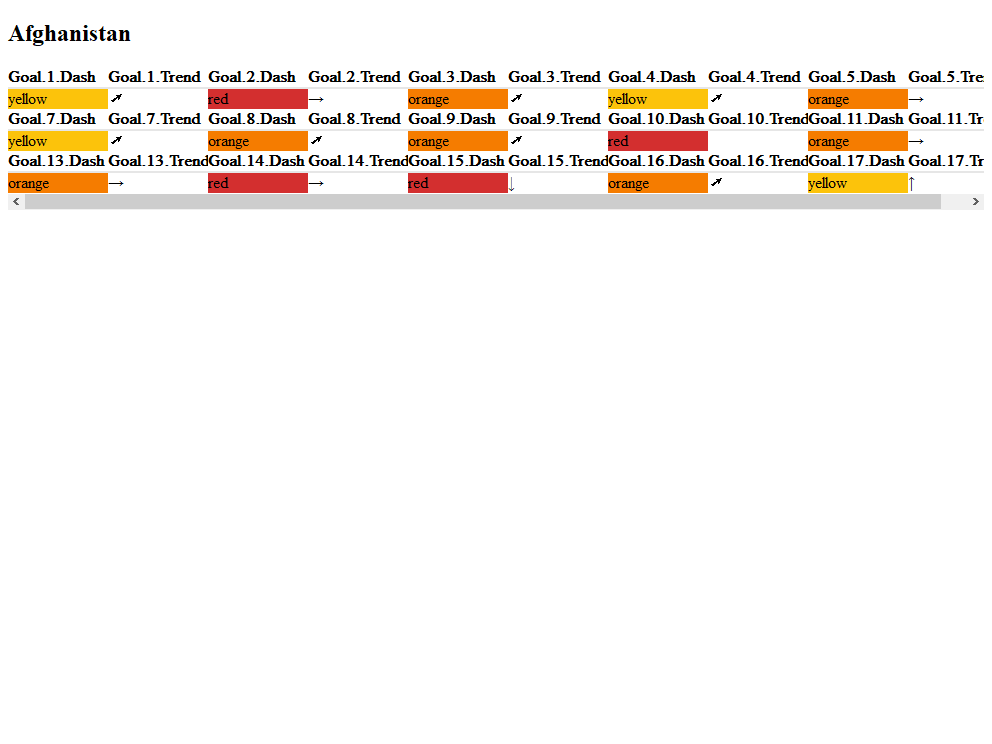 Afghanistan
Goal.1.Dash Goal.1.Trend Goal.2.Dash Goal.2.Trend Goal.3.Dash Goal.3.Trend Goal.4.Dash Goal.4.Trend Goal.5.Dash Goal.5.Tre
yellow ➚ red → orange ➚ yellow ➚ orange →
Goal.7.Dash Goal.7.Trend Goal.8.Dash Goal.8.Trend Goal.9.Dash Goal.9.Trend Goal.10.Dash Goal.10.Trend Goal.11.Dash Goal.11.Tr
yellow ➚ orange ➚ orange ➚ red orange →
Goal.13.Dash Goal.13.Trend Goal.14.Dash Goal.14.Trend Goal.15.Dash Goal.15.Trend Goal.16.Dash Goal.16.Trend Goal.17.Dash Goal.17.T
orange → red → red ↓ orange ➚ yellow ↑